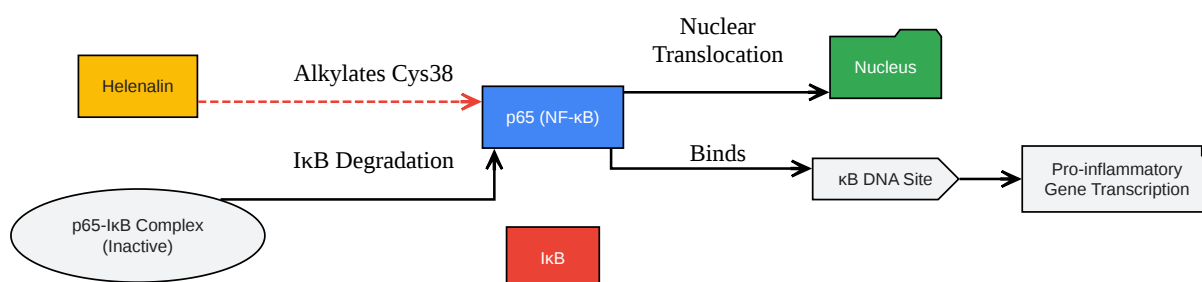 Nuclear
Translocation
Helenalin
Alkylates Cys38
Nucleus
p65 (NF-κB)
IκB Degradation
Binds
κB DNA Site
Pro-inflammatory
Gene Transcription
p65-IκB Complex
(Inactive)
IκB